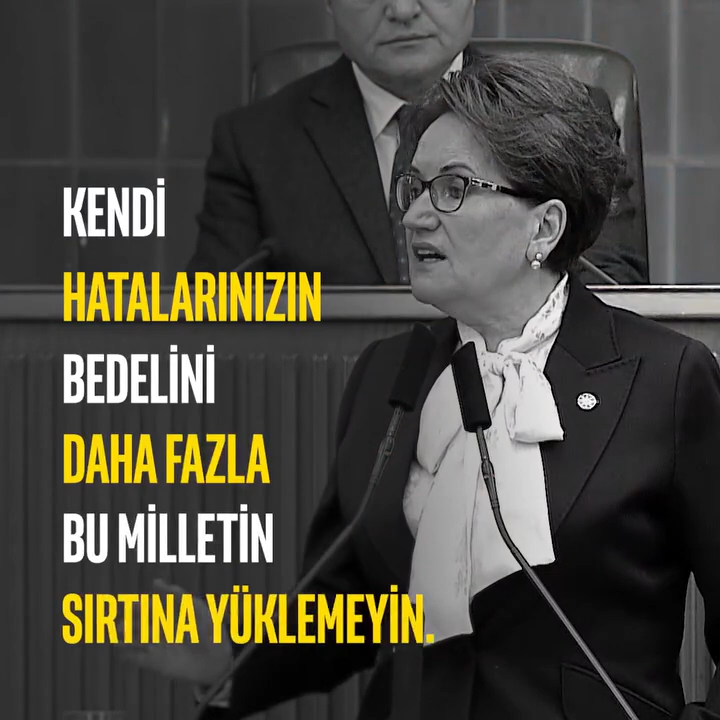 KENDİ
HATALARINIZIN
BEDELİNİ
DAHA FAZLA
BU MİLLETİN
SIRTINA YÜKLEMEYİN.